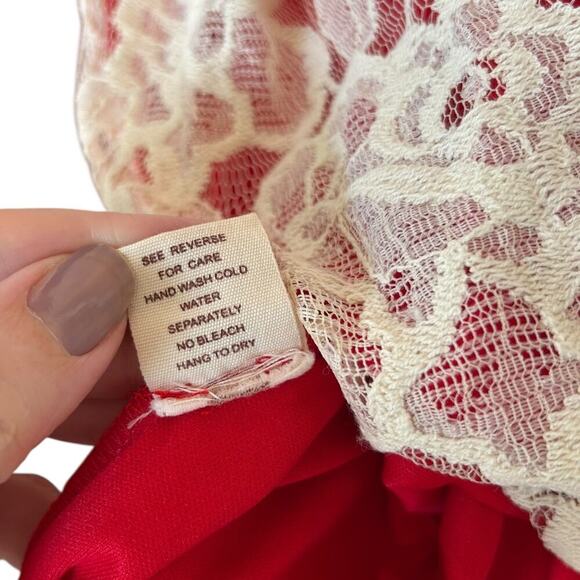 SEE REVERSE
FOR CARE
HAND WASH COLD
WATER
SEPARATELY
NO BLEACH
HANG TO DRY